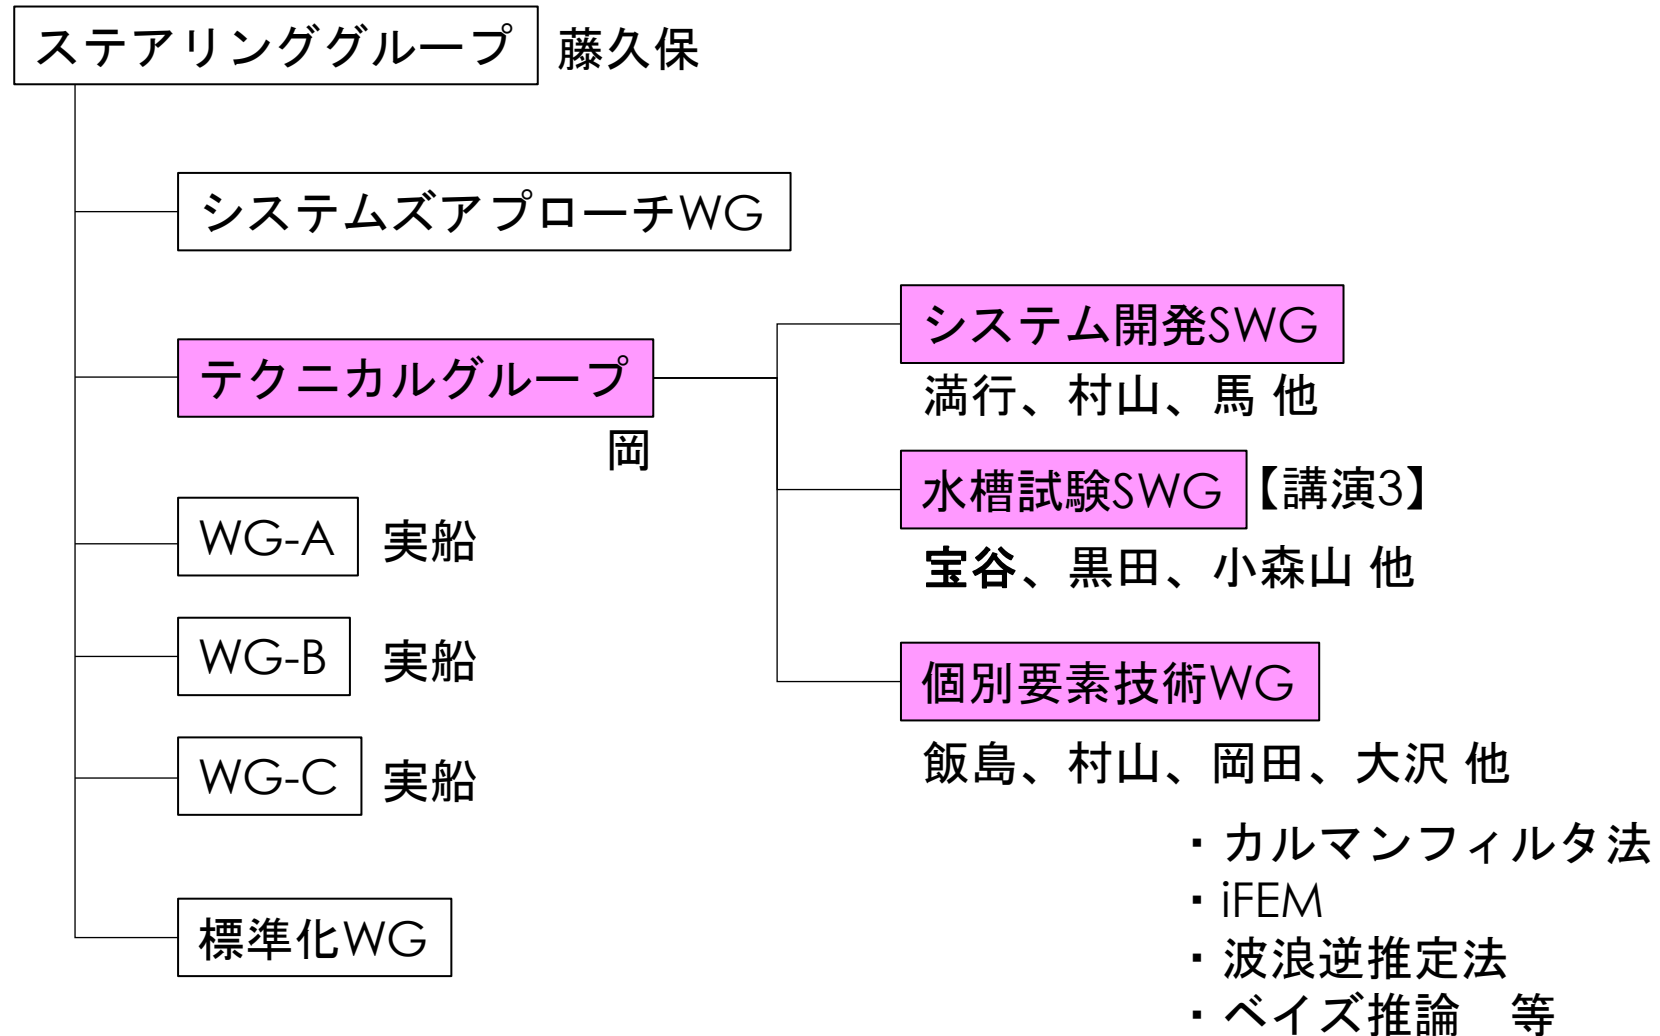 ステアリンググループ 藤久保
システムズアプローチWG
テクニカルグループ
岡
WG-A 実船
WG-B 実船
WG-C 実船
標準化WG
システム開発SWG
満行、村山、馬 他
水槽試験SWG 【講演3】
宝谷、黒田、小森山 他
個別要素技術WG
飯島、村山、岡田、大沢 他
・カルマンフィルタ法
・iFEM
・波浪逆推定法
・ベイズ推論　等